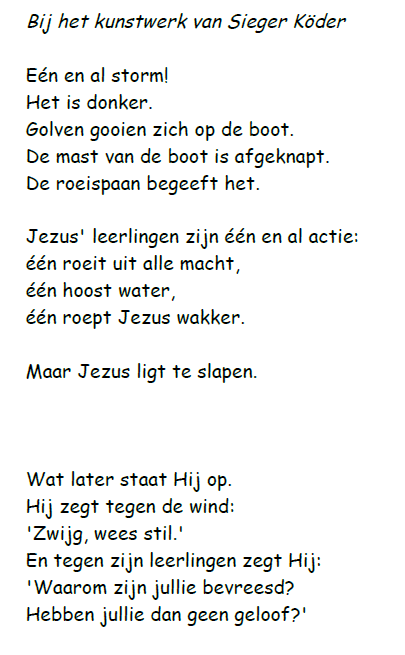 Bij het kunstwerk van Sieger Köder
Eén en al storm!
Het is donker.
Golven gooien zich op de boot.
De mast van de boot is afgeknapt.
De roeispaan begeeft het.
Jezus' leerlingen zijn één en al actie:
één roeit uit alle macht,
één hoost water,
één roept Jezus wakker.
Maar Jezus ligt te slapen.
Wat later staat Hij op.
Hij zegt tegen de wind:
'Zwijg, wees stil.'
En tegen zijn leerlingen zegt Hij:
'Waarom zijn jullie bevreesd?
Hebben jullie dan geen geloof?'